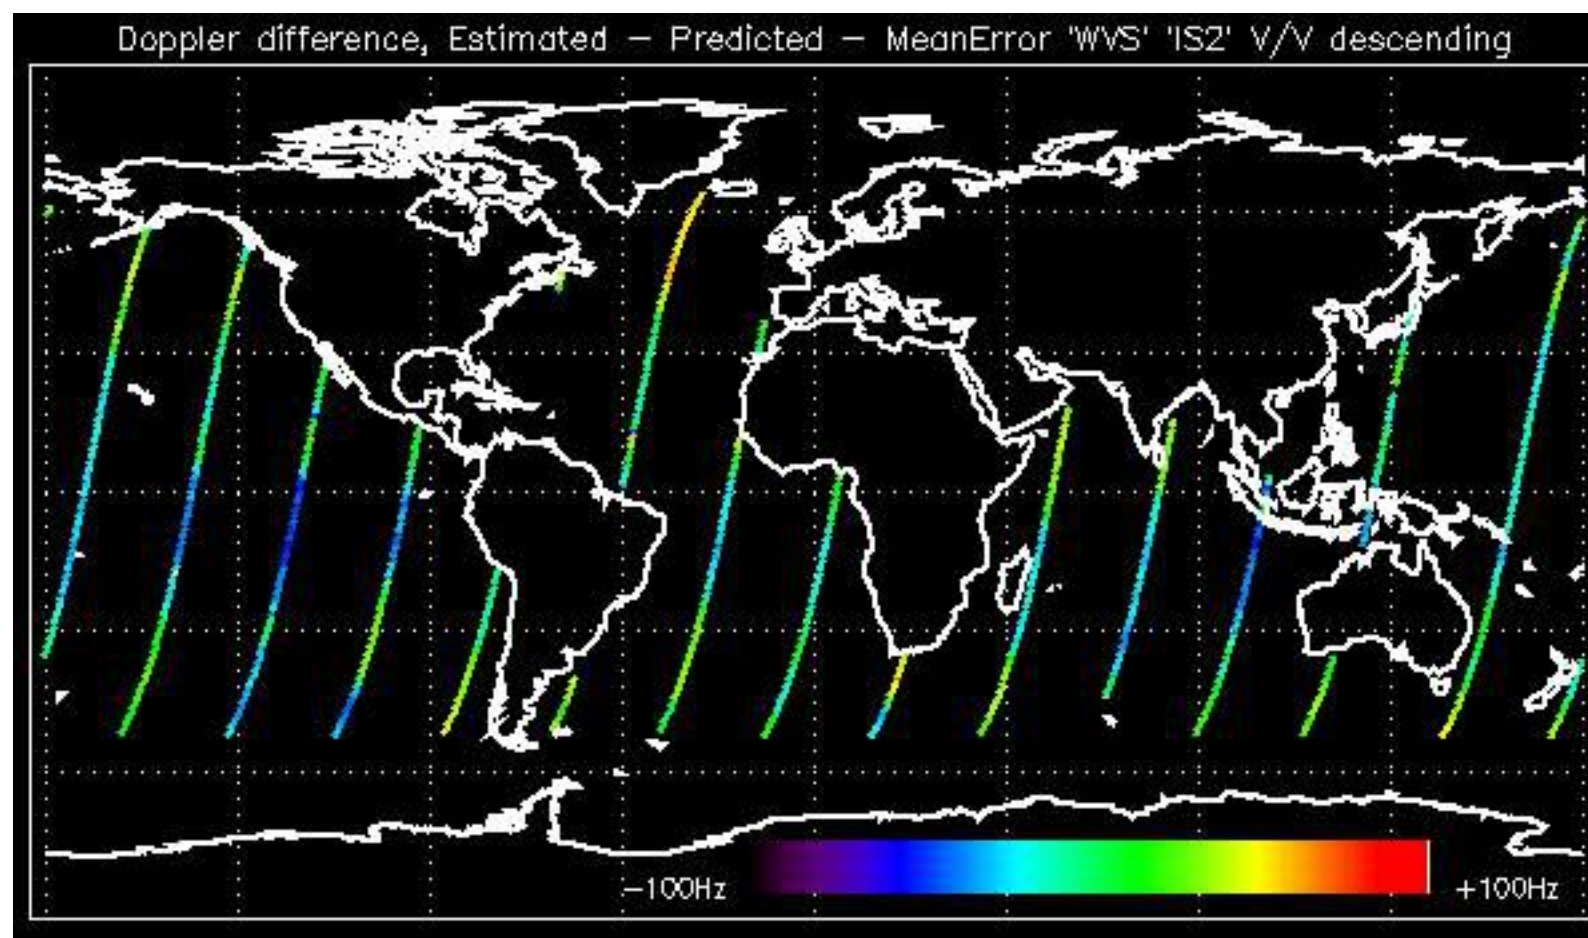 Doppler difference, Estimated – Predicted – MeanError 'WVS' 'IS2' V/V descending
–100Hz +100Hz